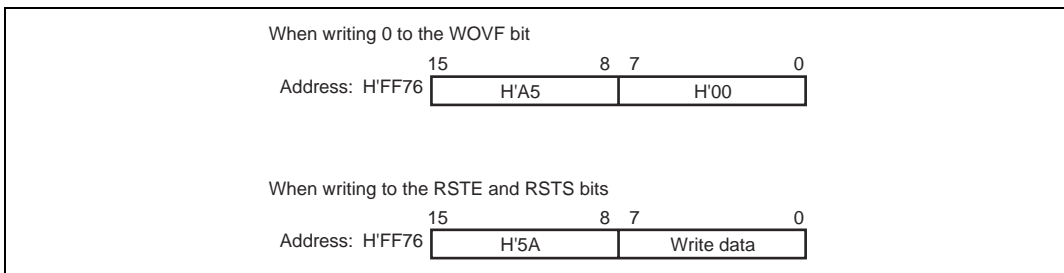 When writing 0 to the WOVF bit
15 8 7 0
Address: H'FF76 H'A5 H'00
When writing to the RSTE and RSTS bits
15 8 7 0
Address: H'FF76 H'5A Write data